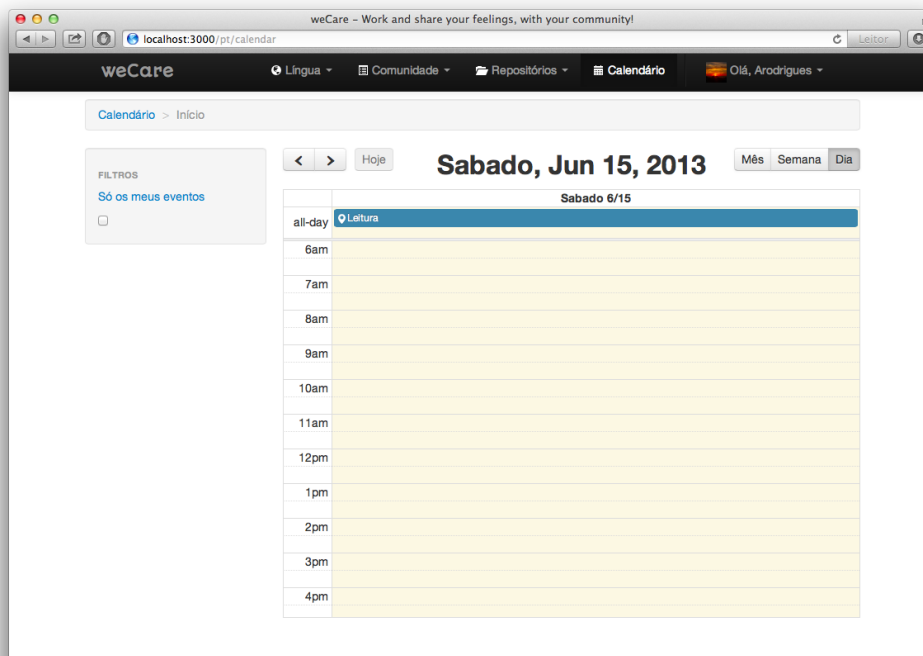 weCare – Work and share your feelings, with your community!
localhost:3000/pt/calendar
Leitor
weCare
Língua
Comunidade
Repositórios
Calendário
Olá, Arodrigues
Calendário > Início
FILTROS
Só os meus eventos
Hoje
Sabado, Jun 15, 2013
Mês Semana Dia
Sabado 6/15
all-day
Leitura
6am
7am
8am
9am
10am
11am
12pm
1pm
2pm
3pm
4pm